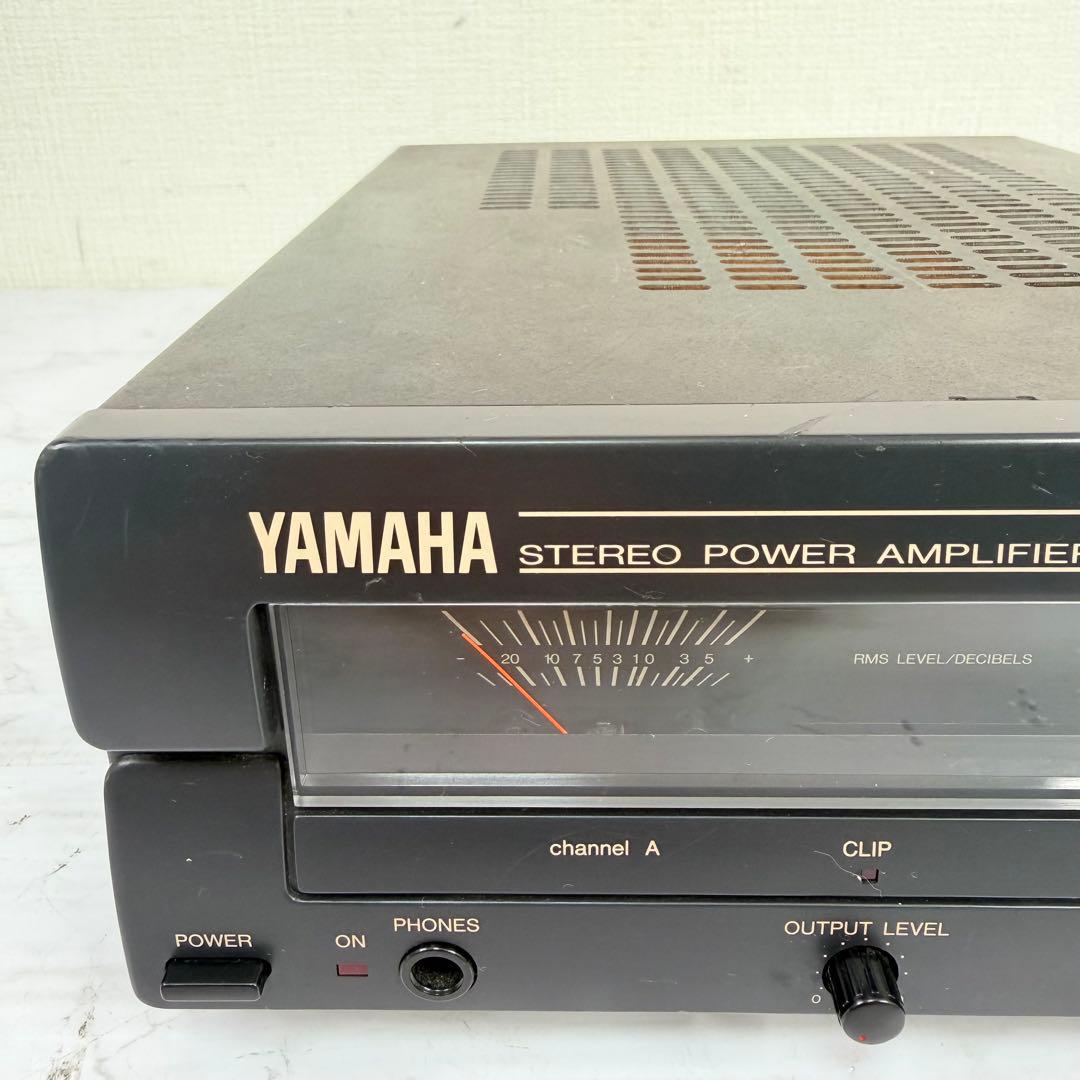 YAMAHA STEREO POWER AMPLIFIER
- 20 10 7 5 3 1 0 3 5 + RMS LEVEL/DECIBELS
channel A CLIP
POWER ON PHONES OUTPUT LEVEL
0